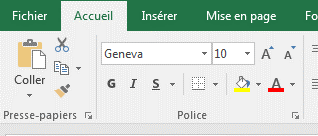 Fichier Accueil Insérer Mise en page Fo
Coller
Geneva 10 A A
G I S A
Presse-papiers Police